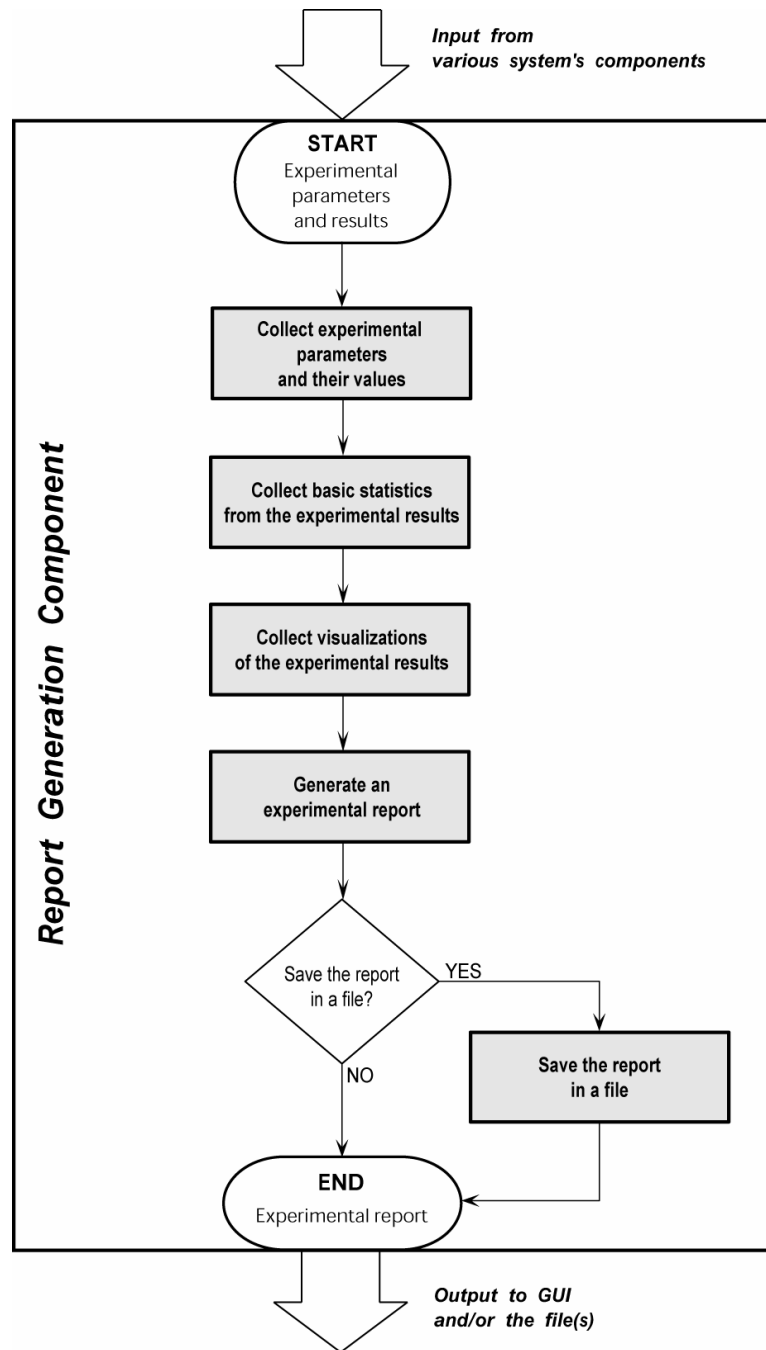 Input from
various system's components
START
Experimental
parameters
and results
Collect experimental
parameters
and their values
Collect basic statistics
from the experimental results
Collect visualizations
of the experimental results
Generate an
experimental report
Report Generation Component
Save the report
in a file?
YES
NO
Save the report
in a file
END
Experimental report
Output to GUI
and/or the file(s)